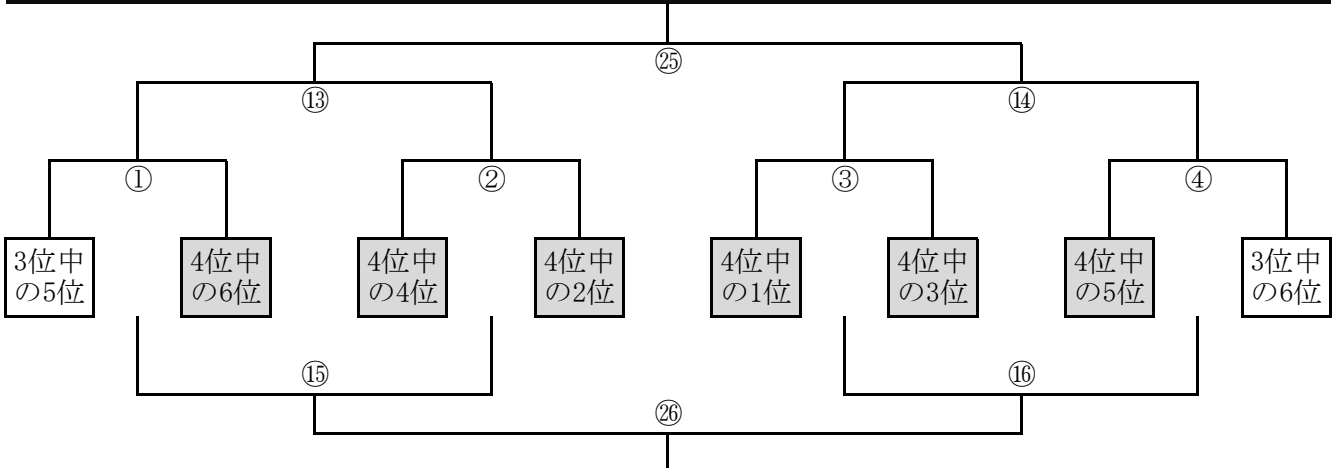 ㉕
⑬
⑭
①
②
③
④
3位中
の5位
4位中
の6位
4位中
の4位
4位中
の2位
4位中
の1位
4位中
の3位
4位中
の5位
3位中
の6位
⑮
⑯
㉖